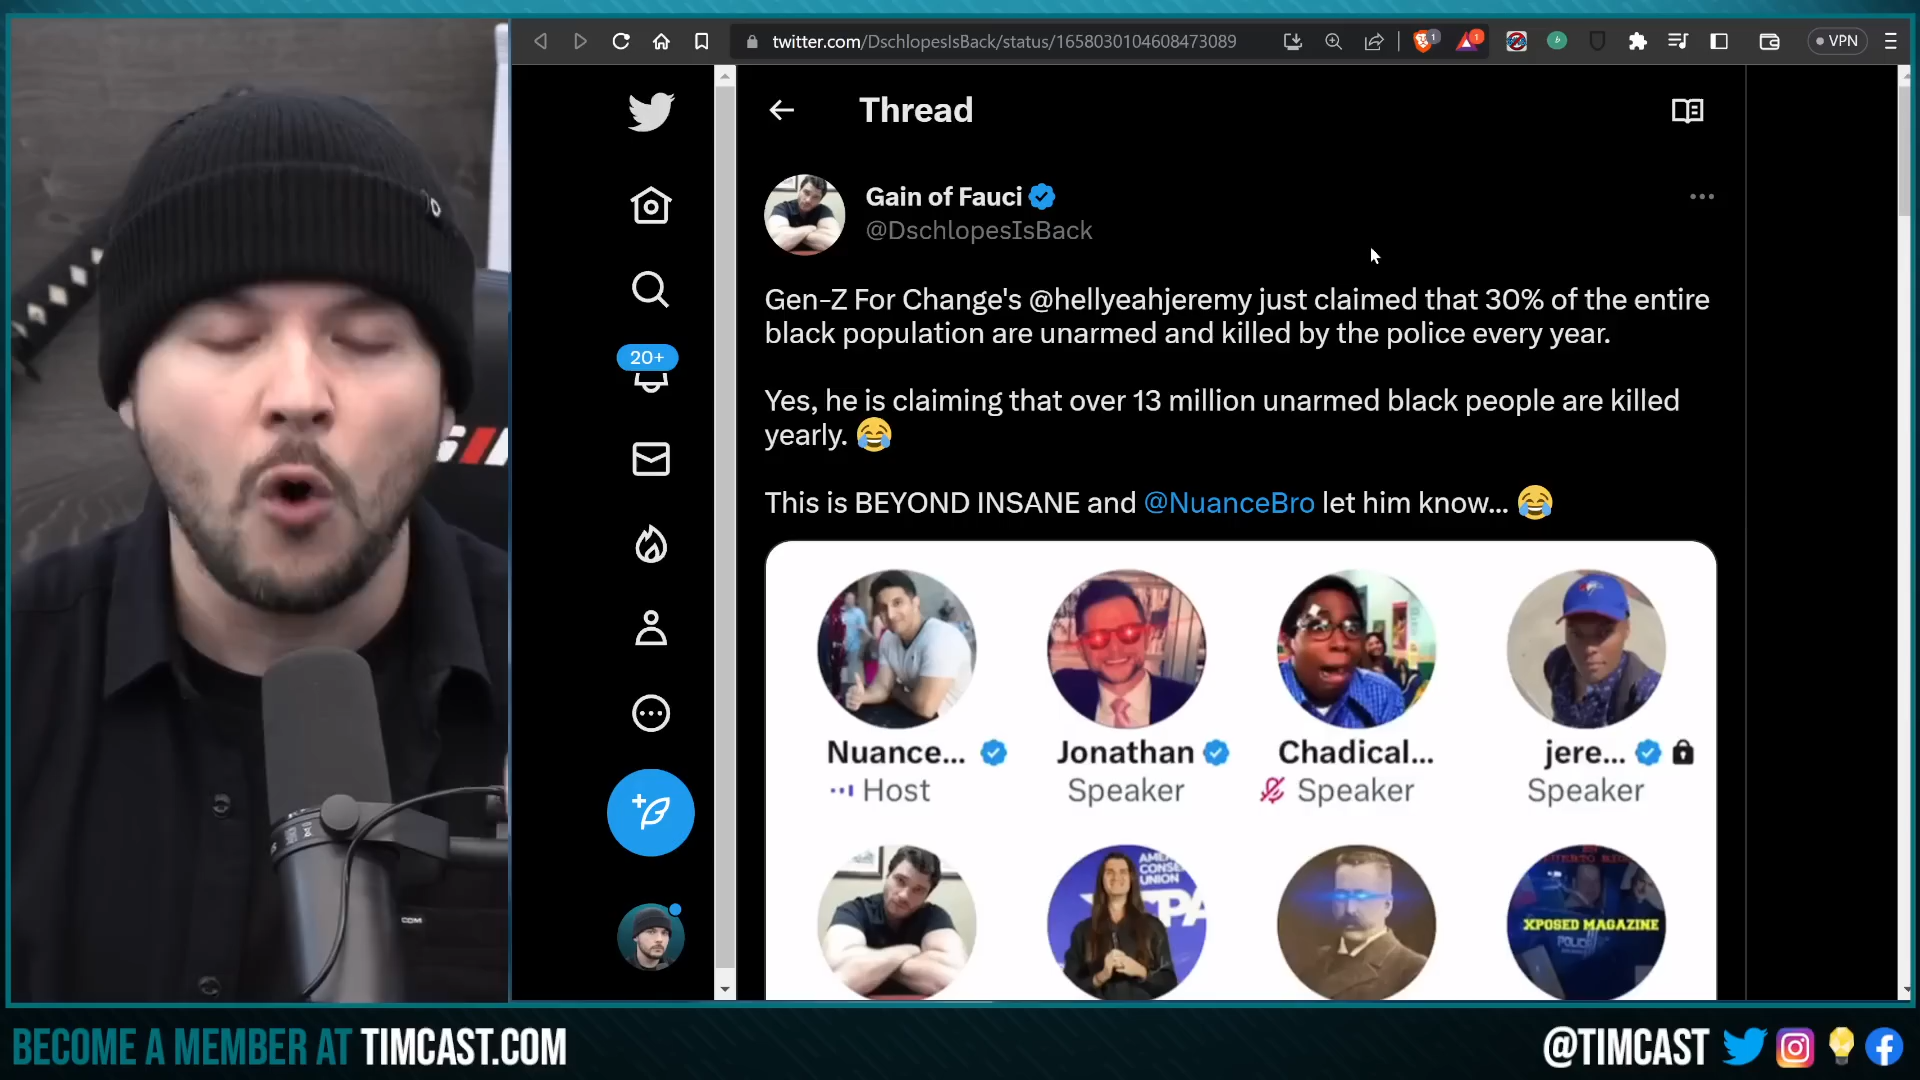 twitter.com/DschlopesIsBack/status/1658030104608473089
1
1
VPN
Thread
Gain of Fauci
@DschlopesIsBack
20+
Gen-Z For Change's @hellyeahjeremy just claimed that 30% of the entire
black population are unarmed and killed by the police every year.
Yes, he is claiming that over 13 million unarmed black people are killed
yearly. 😂
This is BEYOND INSANE and @NuanceBro let him know... 😂
Nuance...
Host
Jonathan
Speaker
Chadical...
Speaker
jere...
Speaker
XPOSED MAGAZINE
POLICE
BECOME A MEMBER AT TIMCAST.COM
@TIMCAST